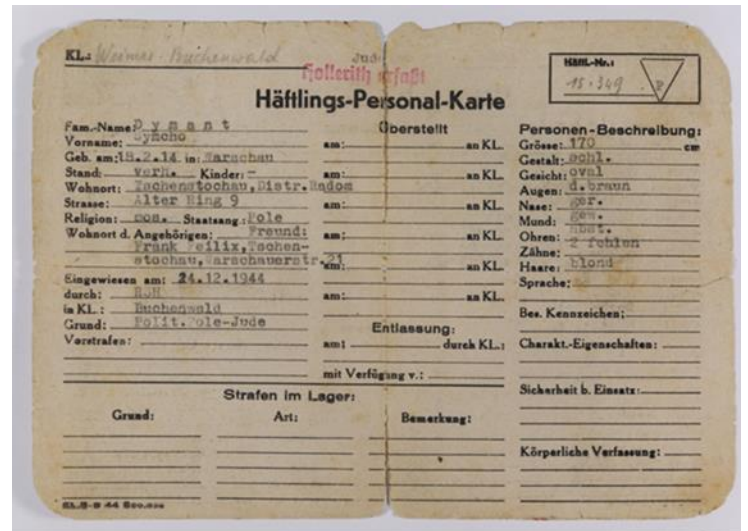 KL.: Weimar-Buchenwald
Jude
Hollerith erfaßt
Häftl.-Nr.:
15.349
P
Häftlings-Personal-Karte
Fam.-Name: Dymant
Vorname: Symcho
Geb. am: 18.2.14 in: Warschau
Stand: verh. Kinder: -
Wohnort: Tschenstochau, Distr. Radom
Strasse: Alter Ring 9
Religion: mos. Staatsang.: Pole
Wohnort d. Angehörigen: Freund:
Frank Feilix, Tschen-
stochau, Warschauerstr. 21
Eingewiesen am: 24.12.1944
durch: RSH
in KL.: Buchenwald
Grund: Polit. Pole-Jude
Vorstrafen:
Überstellt
am: an KL.
am: an KL.
am: an KL.
am: an KL.
am: an KL.
am: an KL.
Entlassung:
am: durch KL.:
mit Verfügung v.:
Personen-Beschreibung:
Grösse: 170 cm
Gestalt: schl.
Gesicht: oval
Augen: d.braun
Nase: ger.
Mund: gew.
Ohren: abst.
Zähne: 2 fehlen
Haare: blond
Sprache:
Bes. Kennzeichen:
Charakt.-Eigenschaften:
Sicherheit b. Einsatz:
Körperliche Verfassung:
Strafen im Lager:
Grund: Art: Bemerkung: